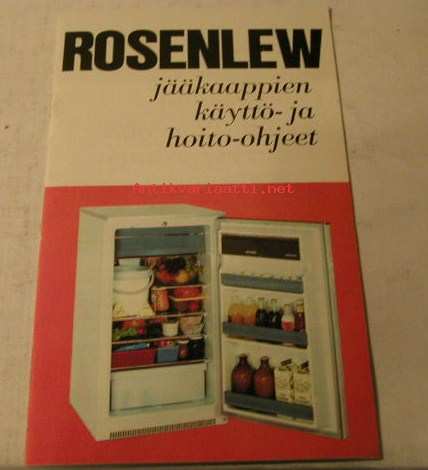 ROSENLEW
jääkaappien
käyttö- ja
hoito-ohjeet
Antikvariaatti.net